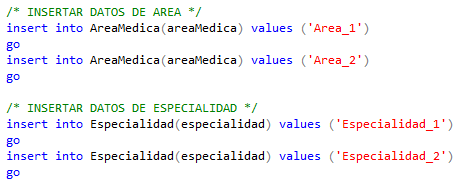 /* INSERTAR DATOS DE AREA */
insert into AreaMedica(areaMedica) values ('Area_1')
go
insert into AreaMedica(areaMedica) values ('Area_2')
go
/* INSERTAR DATOS DE ESPECIALIDAD */
insert into Especialidad(especialidad) values ('Especialidad_1')
go
insert into Especialidad(especialidad) values ('Especialidad_2')
go